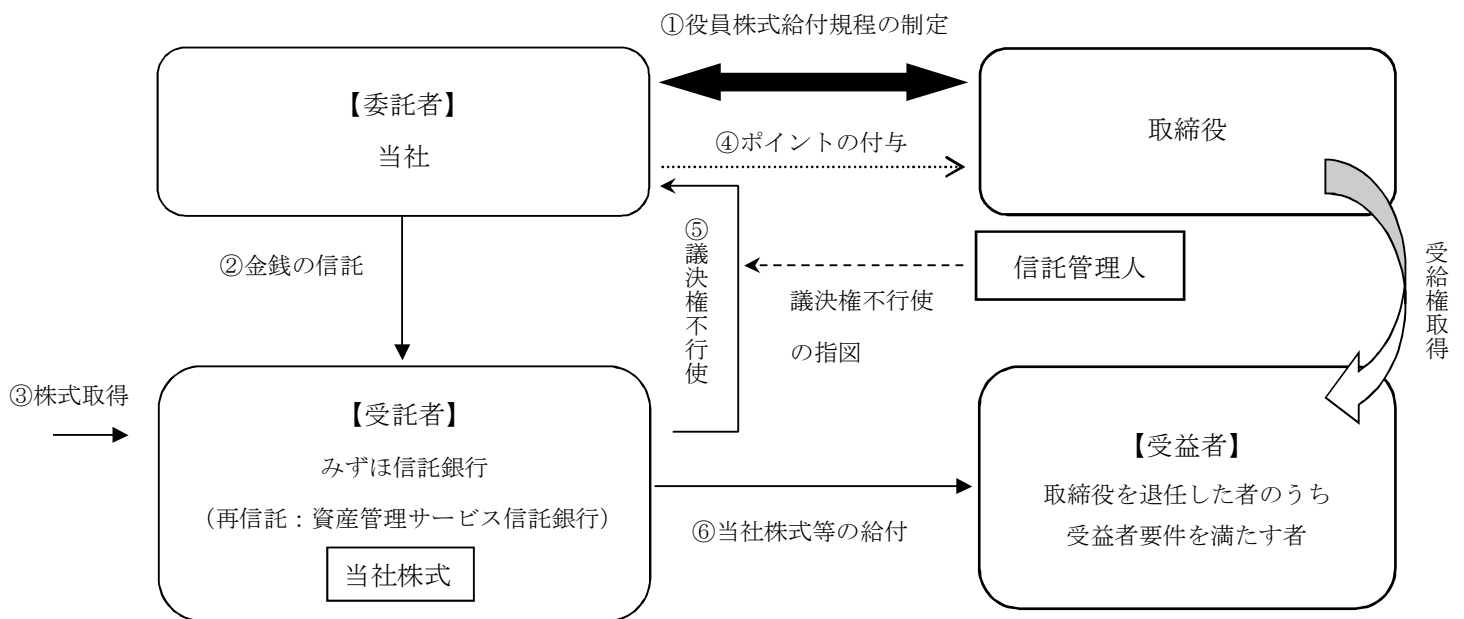 ①役員株式給付規程の制定
【委託者】
当社
取締役
④ポイントの付与
②金銭の信託
⑤議決権不行使
信託管理人
議決権不行使
の指図
受給権取得
③株式取得
【受託者】
みずほ信託銀行
（再信託：資産管理サービス信託銀行）
当社株式
⑥当社株式等の給付
【受益者】
取締役を退任した者のうち
受益者要件を満たす者